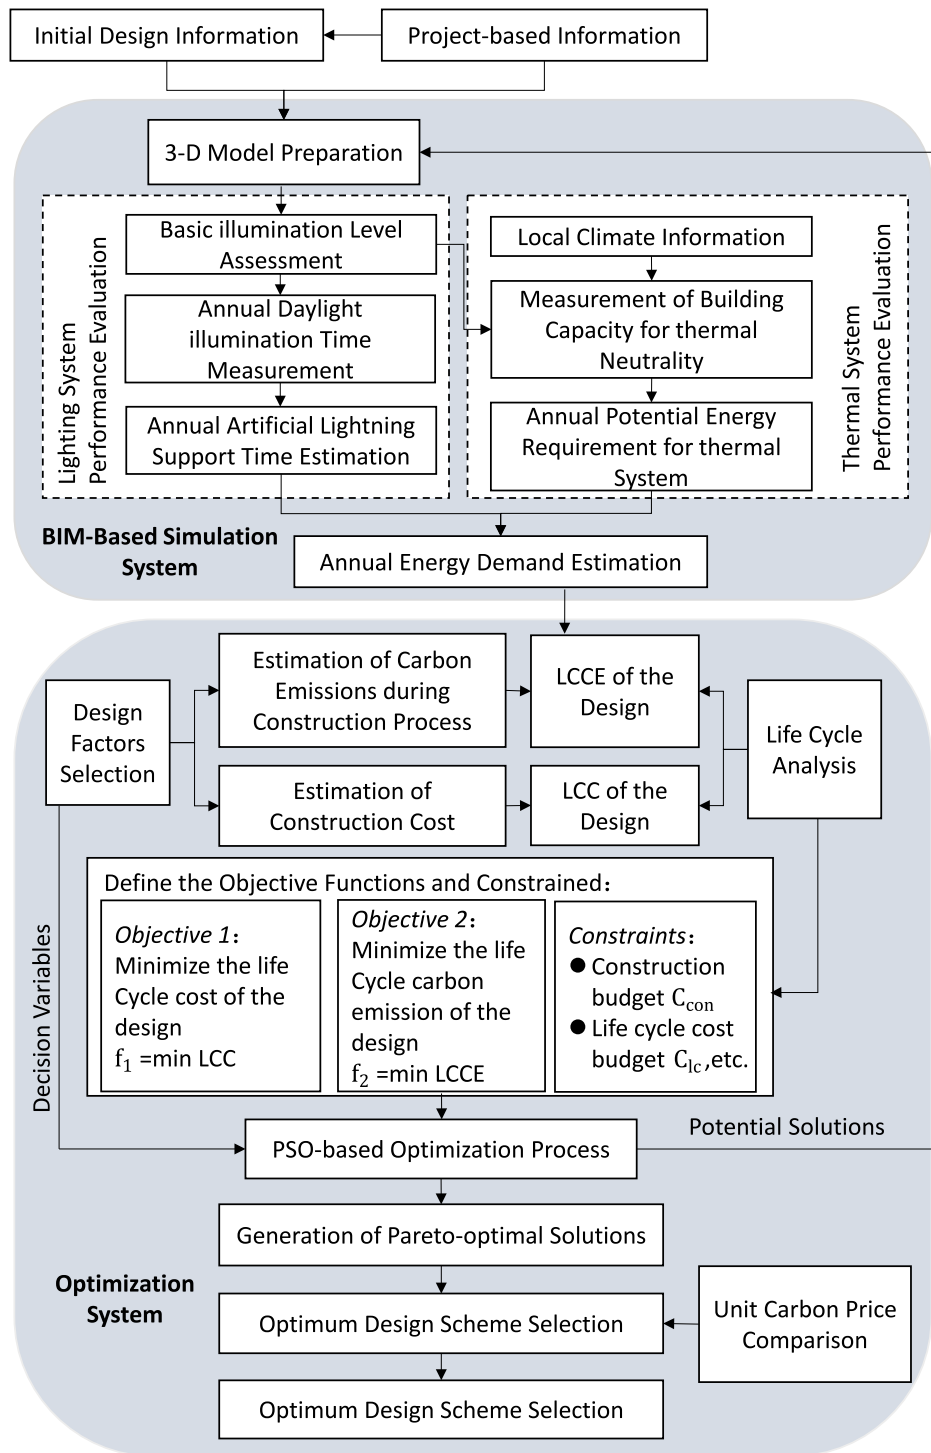 Initial Design Information
Project-based Information
3-D Model Preparation
Lighting System
Performance Evaluation
Basic illumination Level
Assessment
Annual Daylight
illumination Time
Measurement
Annual Artificial Lightning
Support Time Estimation
Local Climate Information
Measurement of Building
Capacity for thermal
Neutrality
Annual Potential Energy
Requirement for thermal
System
Thermal System
Performance Evaluation
BIM-Based Simulation
System
Annual Energy Demand Estimation
Design
Factors
Selection
Estimation of Carbon
Emissions during
Construction Process
LCCE of the
Design
Life Cycle
Analysis
Estimation of
Construction Cost
LCC of the
Design
Decision Variables
Define the Objective Functions and Constrained：
Objective 1：
Minimize the life
Cycle cost of the
design
f₁ =min LCC
Objective 2：
Minimize the life
Cycle carbon
emission of the
design
f₂ =min LCCE
Constraints：
● Construction
budget C_con
● Life cycle cost
budget C_lc ,etc.
PSO-based Optimization Process
Potential Solutions
Generation of Pareto-optimal Solutions
Optimization
System
Optimum Design Scheme Selection
Unit Carbon Price
Comparison
Optimum Design Scheme Selection